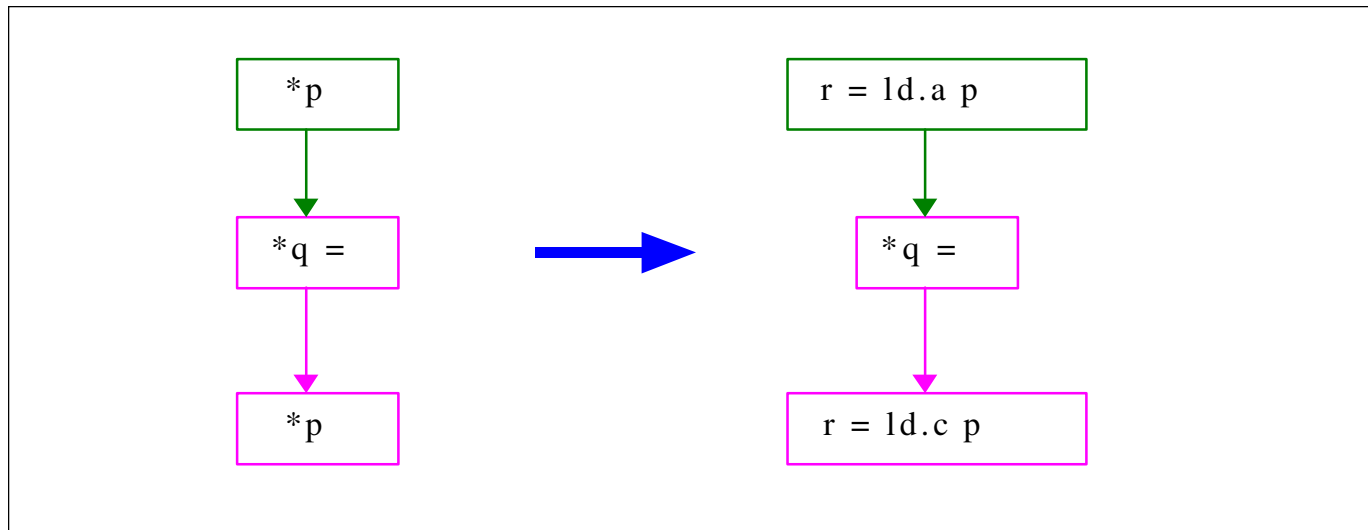 *p
r = ld.a p
*q =
*q =
*p
r = ld.c p